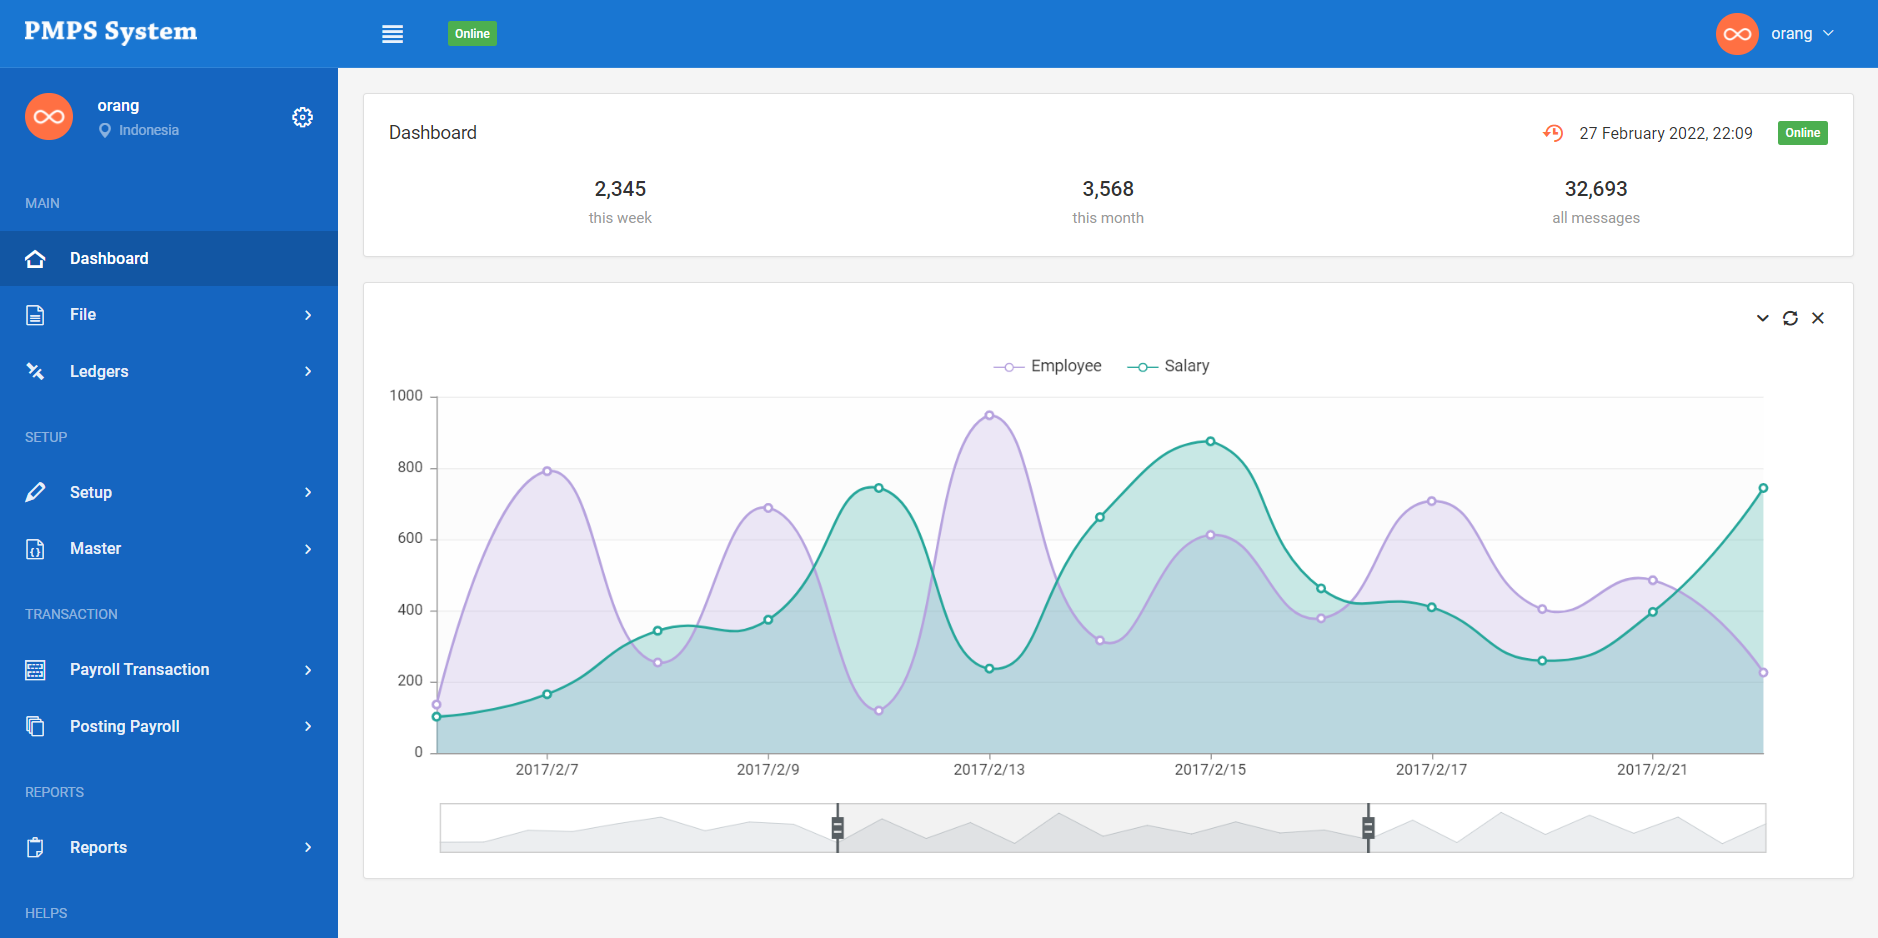 PMPS System
Online
orang
orang
Indonesia
MAIN
Dashboard
File
Ledgers
SETUP
Setup
Master
TRANSACTION
Payroll Transaction
Posting Payroll
REPORTS
Reports
HELPS
Dashboard
27 February 2022, 22:09
Online
2,345
this week
3,568
this month
32,693
all messages
Employee
Salary
1000
800
600
400
200
0
2017/2/7
2017/2/9
2017/2/13
2017/2/15
2017/2/17
2017/2/21